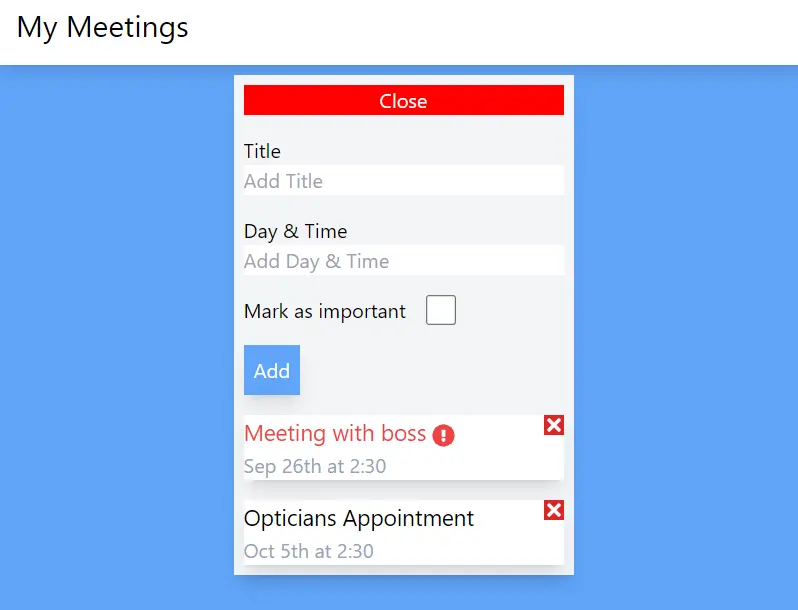 My Meetings
Close
Title
Add Title
Day & Time
Add Day & Time
Mark as important
Add
Meeting with boss
Sep 26th at 2:30
Opticians Appointment
Oct 5th at 2:30